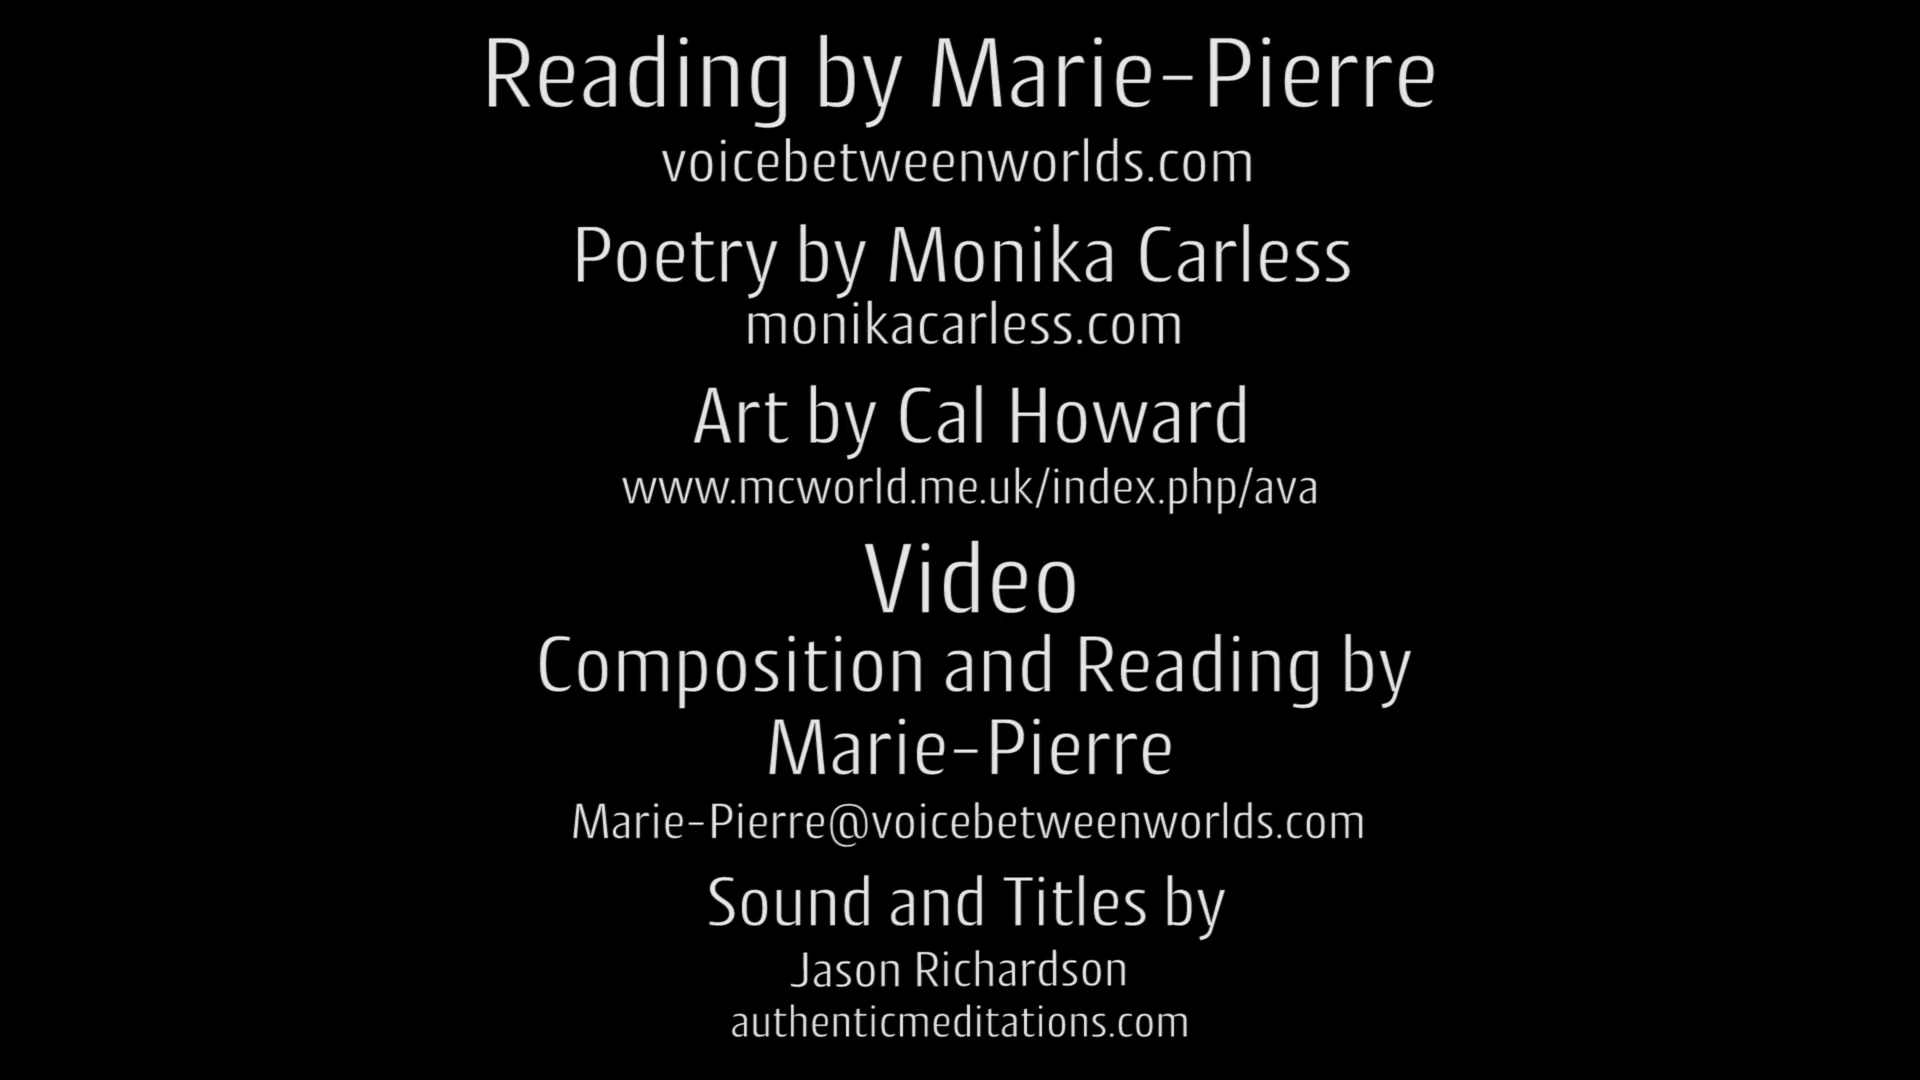 Reading by Marie-Pierre
voicebetweenworlds.com
Poetry by Monika Carless
monikacarless.com
Art by Cal Howard
www.mcworld.me.uk/index.php/ava
Video
Composition and Reading by
Marie-Pierre
Marie-Pierre@voicebetweenworlds.com
Sound and Titles by
Jason Richardson
authenticmeditations.com